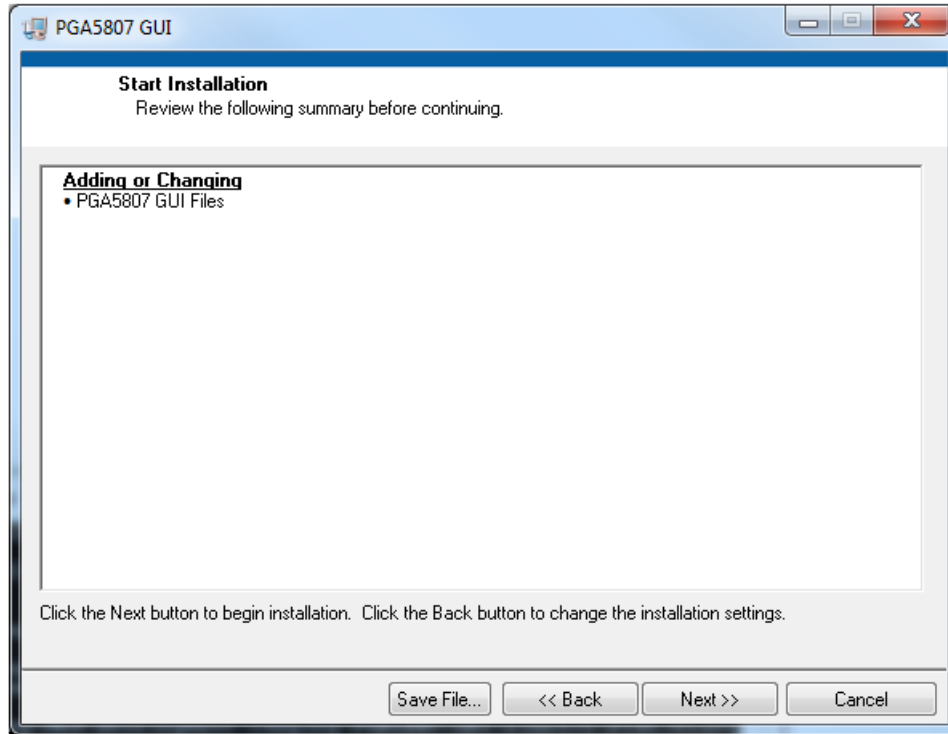 PGA5807 GUI
Start Installation
Review the following summary before continuing.
Adding or Changing
• PGA5807 GUI Files
Click the Next button to begin installation. Click the Back button to change the installation settings.
Save File... << Back Next >> Cancel